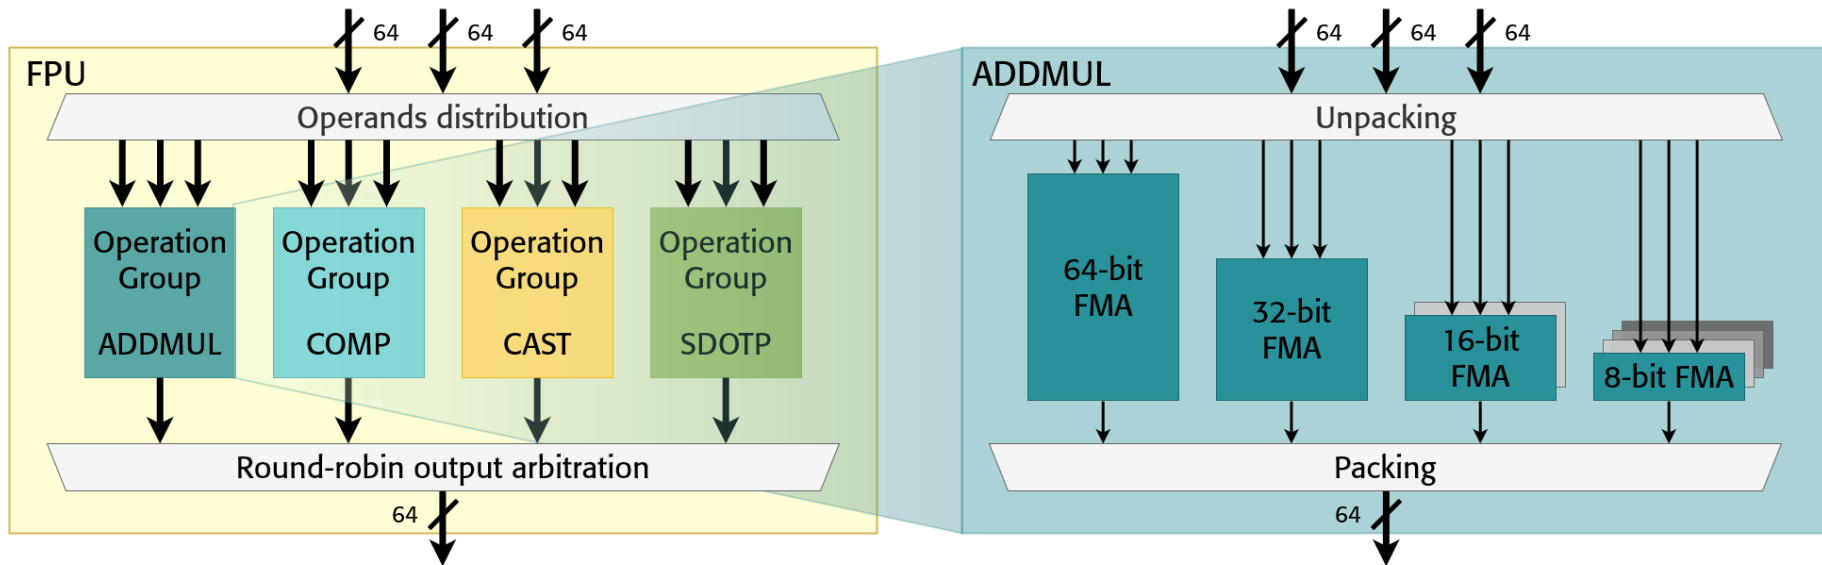 64 64 64
FPU
Operands distribution
Operation Group ADDMUL
Operation Group COMP
Operation Group CAST
Operation Group SDOTP
Round-robin output arbitration
64
64 64 64
ADDMUL
Unpacking
64-bit FMA
32-bit FMA
16-bit FMA
8-bit FMA
Packing
64